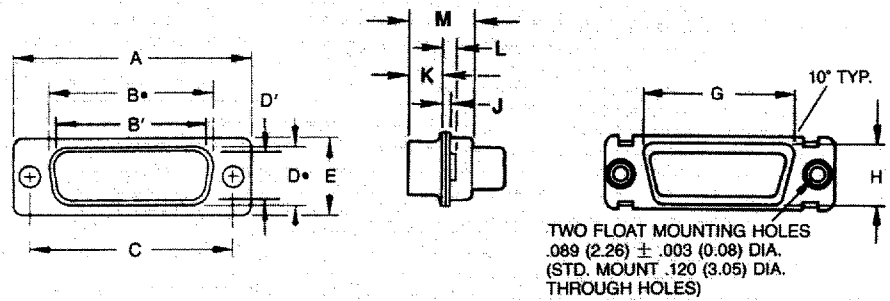 A
B•
B'
D'
D•
E
C
M
L
K
J
G
10° TYP.
H
TWO FLOAT MOUNTING HOLES
.089 (2.26) ± .003 (0.08) DIA.
(STD. MOUNT .120 (3.05) DIA.
THROUGH HOLES)